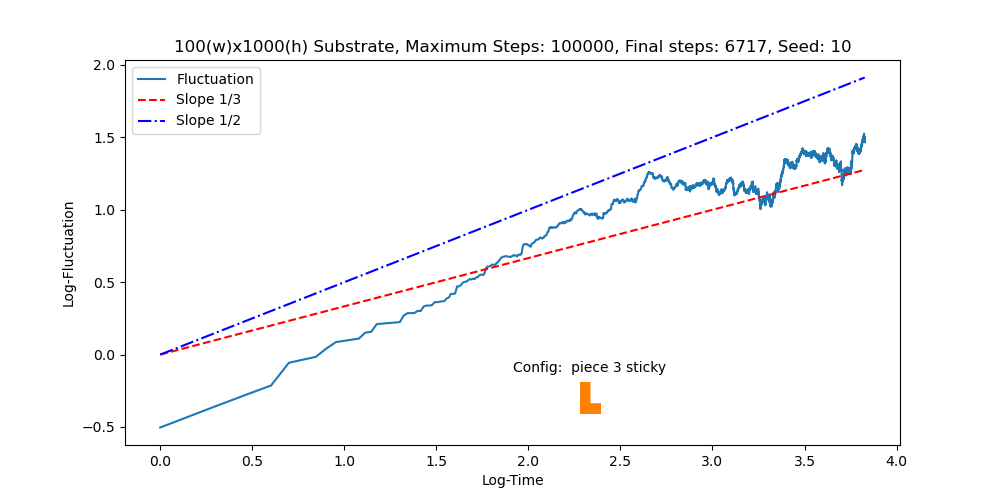 100(w)x1000(h) Substrate, Maximum Steps: 100000, Final steps: 6717, Seed: 10
2.0
1.5
1.0
0.5
0.0
−0.5
Log-Fluctuation
Fluctuation
Slope 1/3
Slope 1/2
Config:  piece 3 sticky
0.0 0.5 1.0 1.5 2.0 2.5 3.0 3.5 4.0
Log-Time